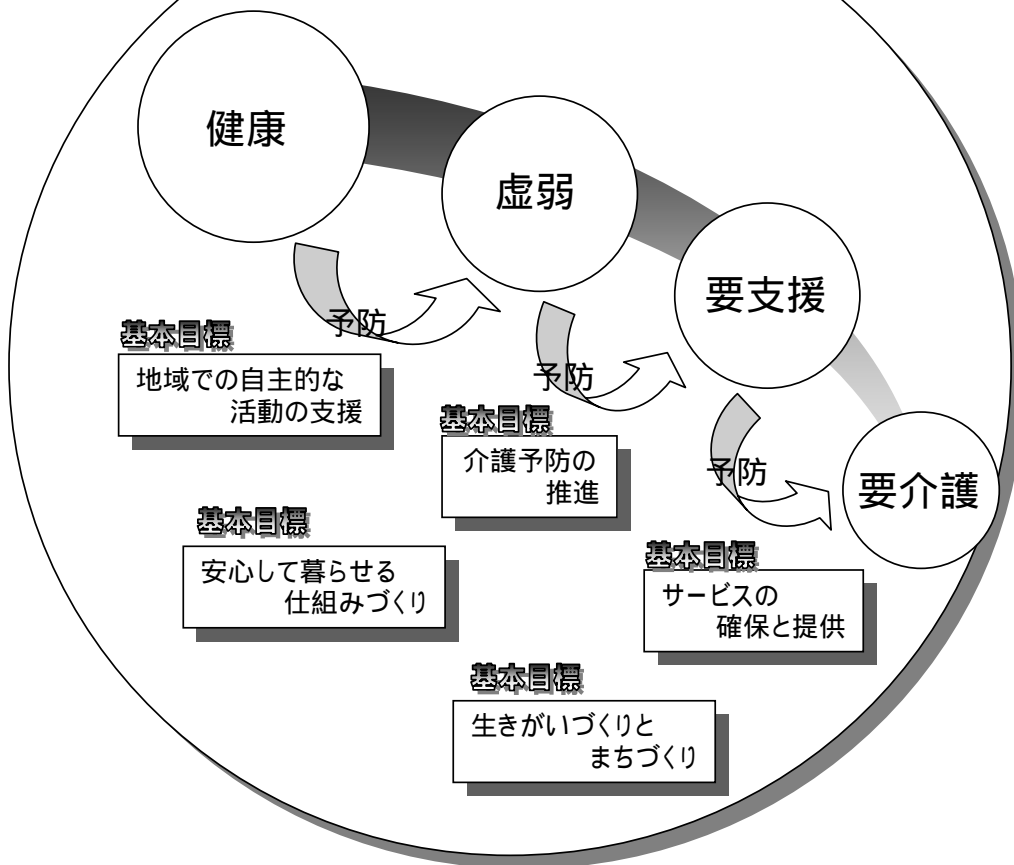 健康
虚弱
要支援
要介護
予防
予防
予防
基本目標
地域での自主的な
活動の支援
基本目標
介護予防の
推進
基本目標
安心して暮らせる
仕組みづくり
基本目標
サービスの
確保と提供
基本目標
生きがいづくりと
まちづくり